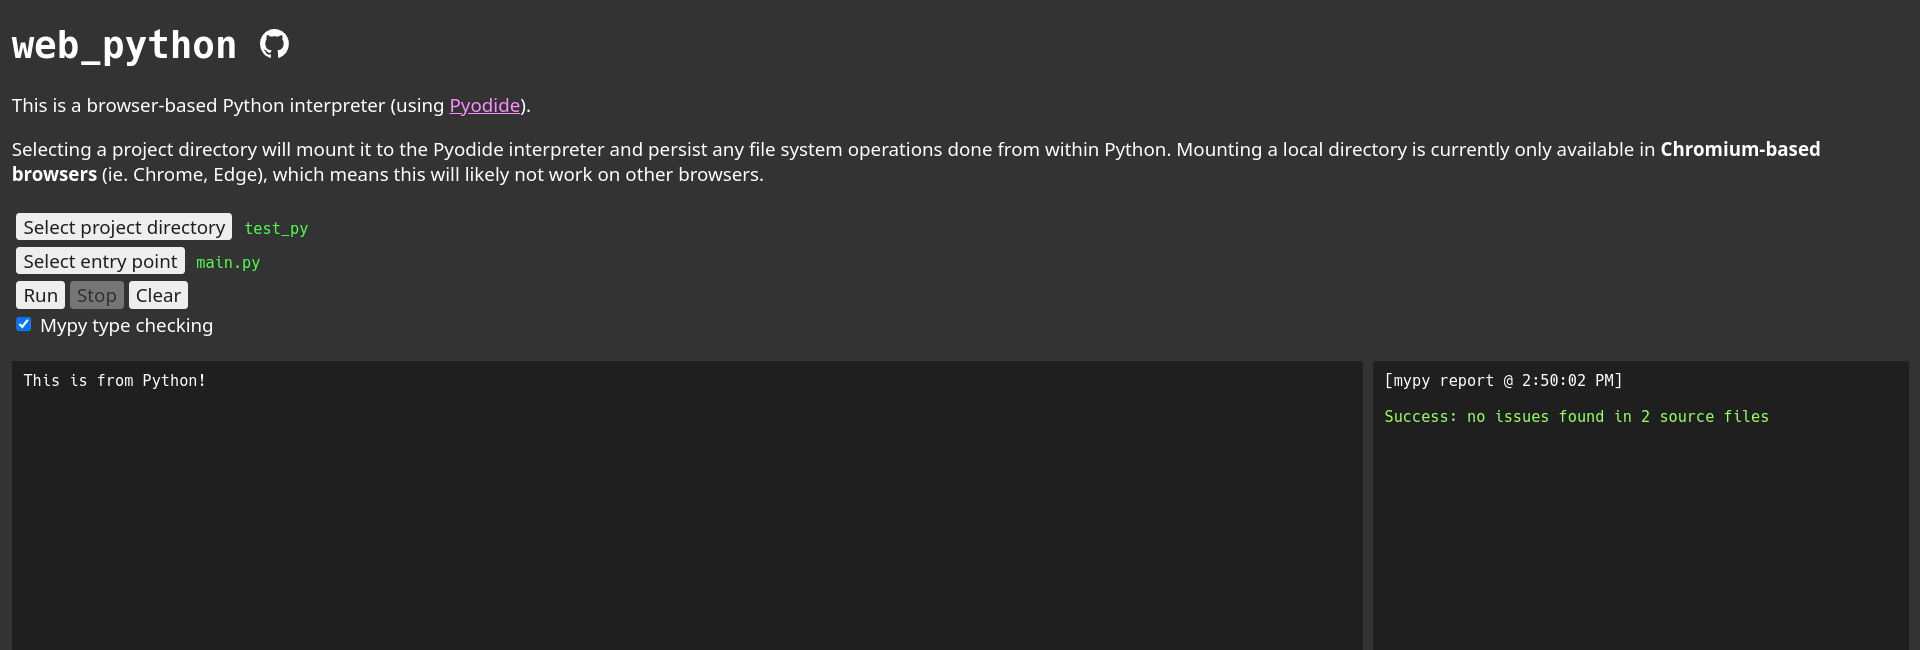 web_python
This is a browser-based Python interpreter (using Pyodide).
Selecting a project directory will mount it to the Pyodide interpreter and persist any file system operations done from within Python. Mounting a local directory is currently only available in Chromium-based
browsers (ie. Chrome, Edge), which means this will likely not work on other browsers.
Select project directory test_py
Select entry point main.py
Run Stop Clear
Mypy type checking
This is from Python!
[mypy report @ 2:50:02 PM]
Success: no issues found in 2 source files